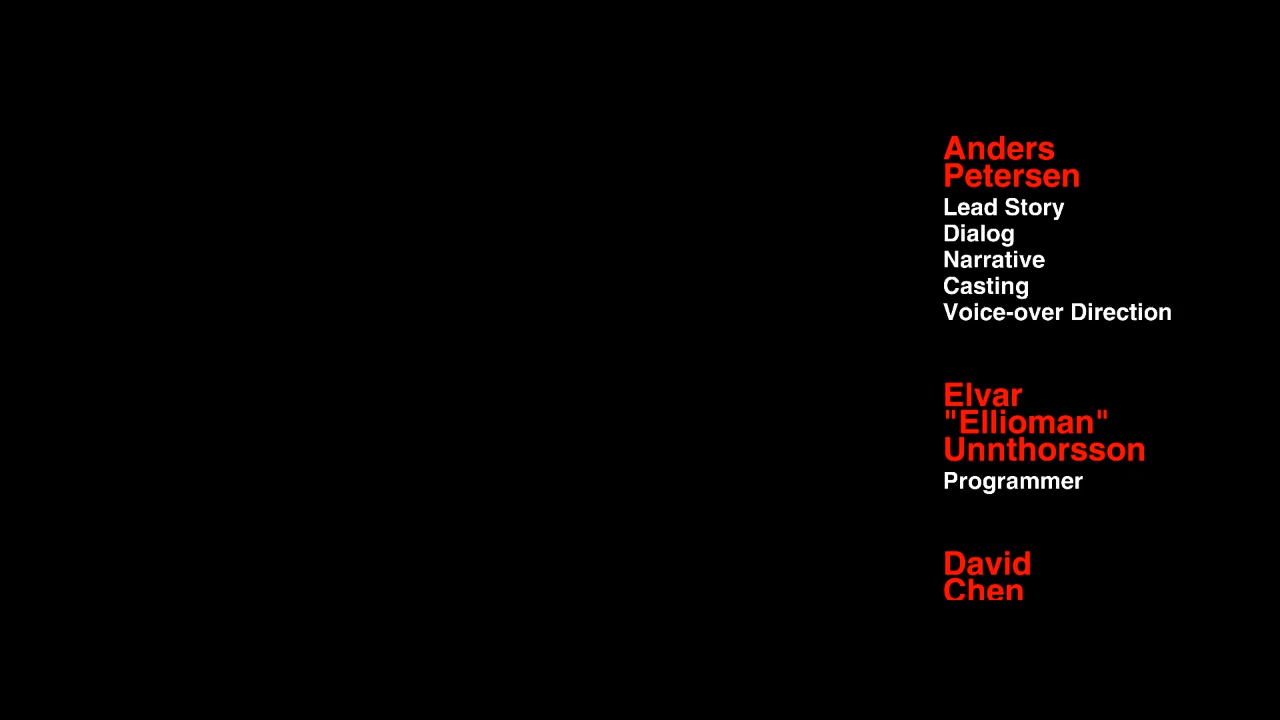 Anders
Petersen
Lead Story
Dialog
Narrative
Casting
Voice-over Direction
Elvar
"Ellioman"
Unnthorsson
Programmer
David
Chen